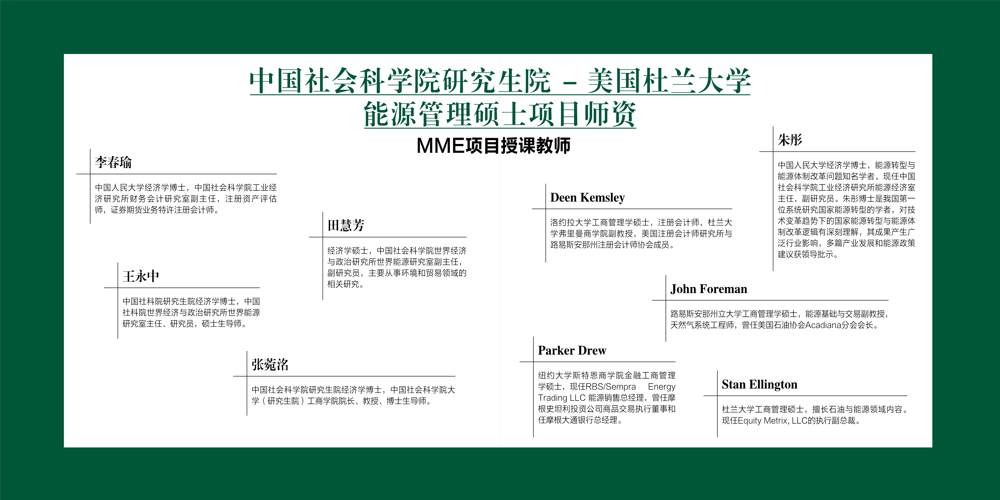 中国社会科学院研究生院 – 美国杜兰大学
能源管理硕士项目师资
MME项目授课教师
李春瑜
中国人民大学经济学博士，中国社会科学院工业经
济研究所财务会计研究室副主任，注册资产评估
师，证券期货业务特许注册会计师。
田慧芳
经济学硕士，中国社会科学院世界经济
与政治研究所世界能源研究室副主任，
副研究员，主要从事环境和贸易领域的
相关研究。
王永中
中国社科院研究生院经济学博士，中国
社科院世界经济与政治研究所世界能源
研究室主任、研究员，硕士生导师。
张菀洺
中国社会科学院研究生院经济学博士，中国社会科学院大
学（研究生院）工商学院院长、教授、博士生导师。
朱彤
中国人民大学经济学博士，能源转型与
能源体制改革问题知名学者。现任中国
社会科学院工业经济研究所能源经济室
主任，副研究员。朱彤博士是我国第一
位系统研究国家能源转型的学者，对技
术变革趋势下的国家能源转型与能源体
制改革逻辑有深刻理解，其成果产生广
泛行业影响，多篇产业发展和能源政策
建议获领导批示。
Deen Kemsley
洛约拉大学工商管理学硕士，注册会计师，杜兰大
学弗里曼商学院副教授，美国注册会计师研究所与
路易斯安那州注册会计师协会成员。
John Foreman
路易斯安那州立大学工商管理学硕士，能源基础与交易副教授，
天然气系统工程师，曾任美国石油协会Acadiana分会会长。
Parker Drew
纽约大学斯特恩商学院金融工商管理
学硕士，现任RBS/Sempra Energy
Trading LLC 能源销售总经理，曾任摩
根史坦利投资公司商品交易执行董事和
任摩根大通银行总经理。
Stan Ellington
杜兰大学工商管理硕士，擅长石油与能源领域内容。
现任Equity Metrix, LLC的执行副总裁。